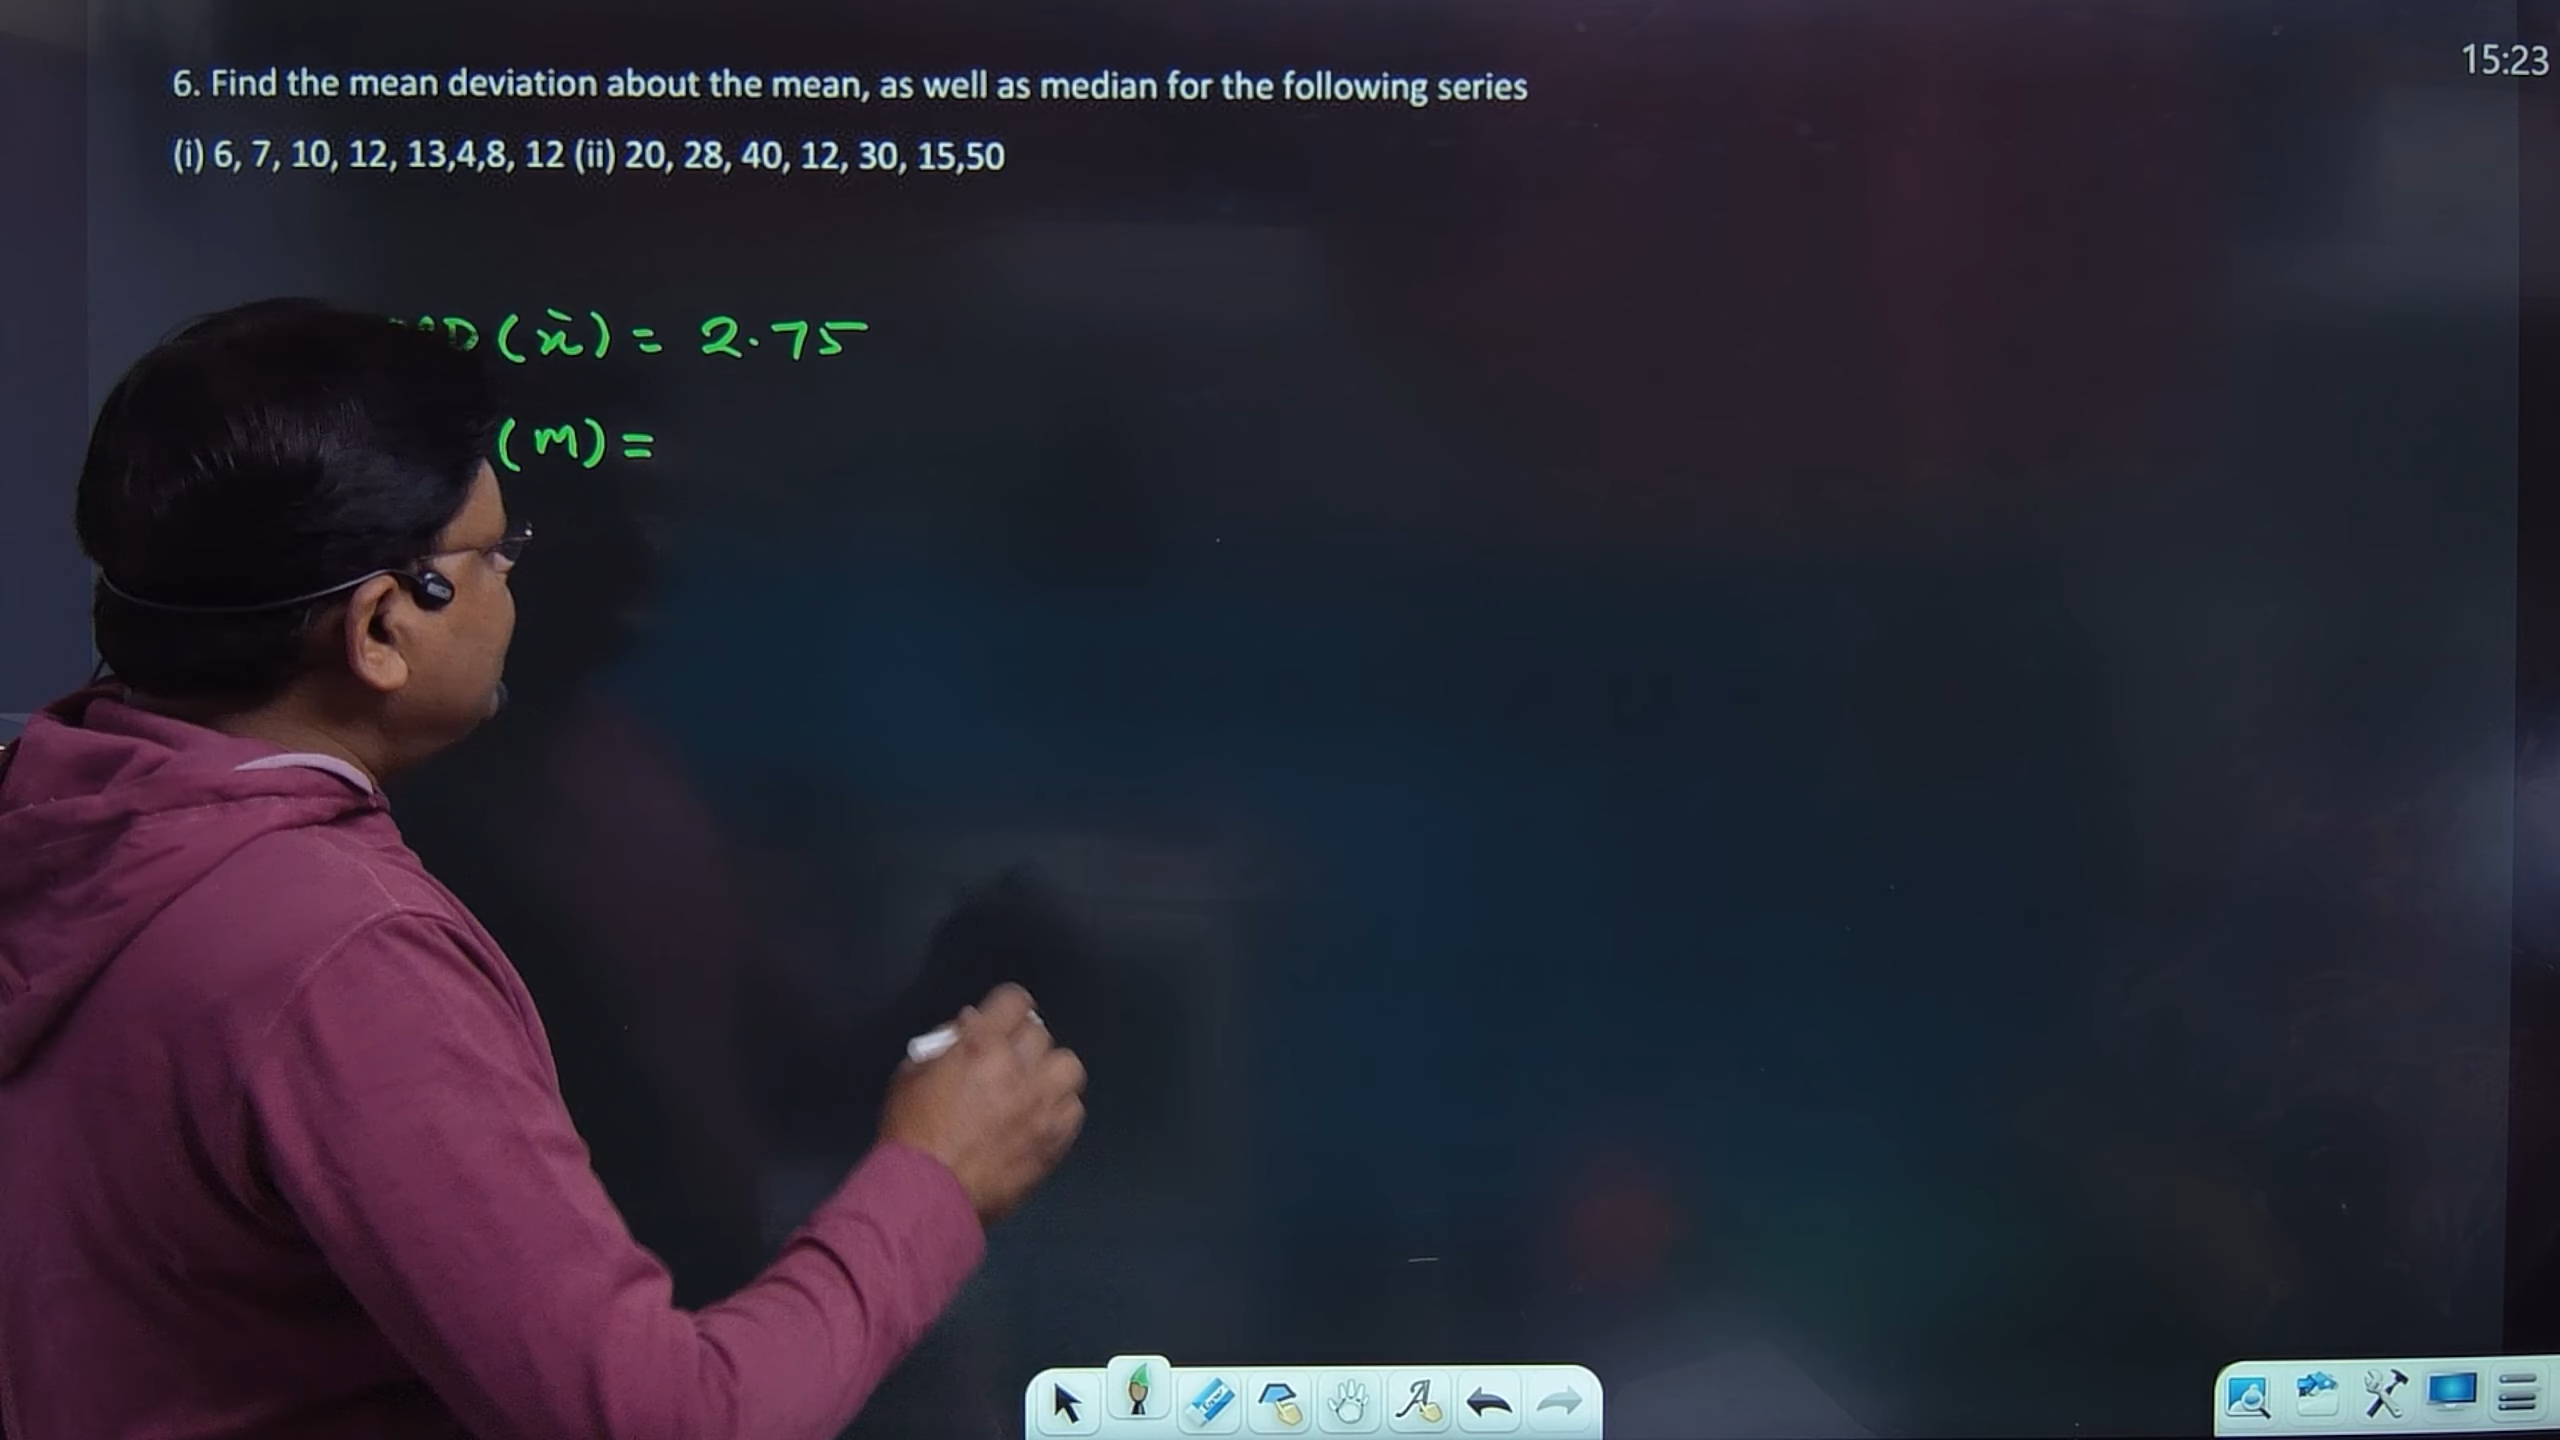 15:23
6. Find the mean deviation about the mean, as well as median for the following series
(i) 6, 7, 10, 12, 13,4,8, 12 (ii) 20, 28, 40, 12, 30, 15,50
(x̄) = 2.75
(m) =